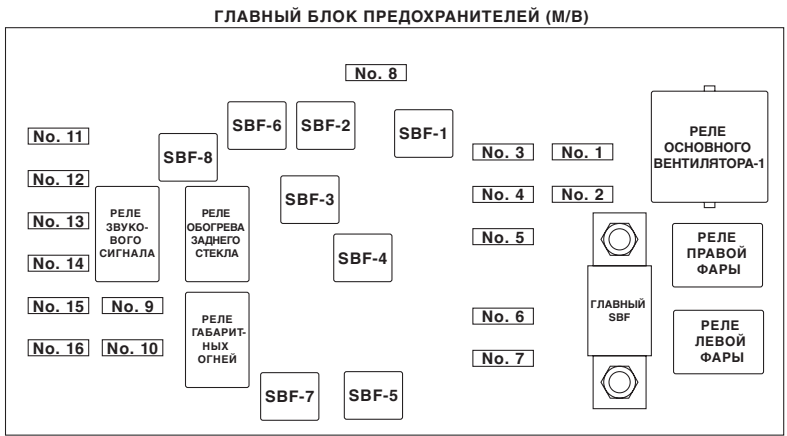 ГЛАВНЫЙ БЛОК ПРЕДОХРАНИТЕЛЕЙ (M/B)
No. 8
SBF-6
SBF-2
SBF-1
No. 11
SBF-8
No. 3
No. 1
РЕЛЕ
ОСНОВНОГО
ВЕНТИЛЯТОРА-1
No. 12
SBF-3
No. 4
No. 2
No. 13
РЕЛЕ
ЗВУКО-
ВОГО
СИГНАЛА
РЕЛЕ
ОБОГРЕВА
ЗАДНЕГО
СТЕКЛА
No. 5
РЕЛЕ
ПРАВОЙ
ФАРЫ
No. 14
SBF-4
No. 15
No. 9
ГЛАВНЫЙ
SBF
No. 6
РЕЛЕ
ГАБАРИТ-
НЫХ
ОГНЕЙ
РЕЛЕ
ЛЕВОЙ
ФАРЫ
No. 16
No. 10
No. 7
SBF-7
SBF-5